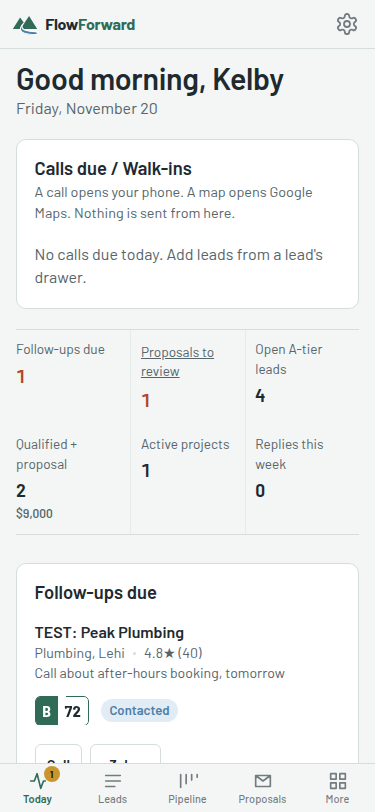 FlowForward
Good morning, Kelby
Friday, November 20
Calls due / Walk-ins
A call opens your phone. A map opens Google
Maps. Nothing is sent from here.
No calls due today. Add leads from a lead's
drawer.
Follow-ups due
1
Proposals to
review
1
Open A-tier
leads
4
Qualified +
proposal
2
$9,000
Active projects
1
Replies this
week
0
Follow-ups due
TEST: Peak Plumbing
Plumbing, Lehi · 4.8★ (40)
Call about after-hours booking, tomorrow
B 72 Contacted
1
Today Leads Pipeline Proposals More